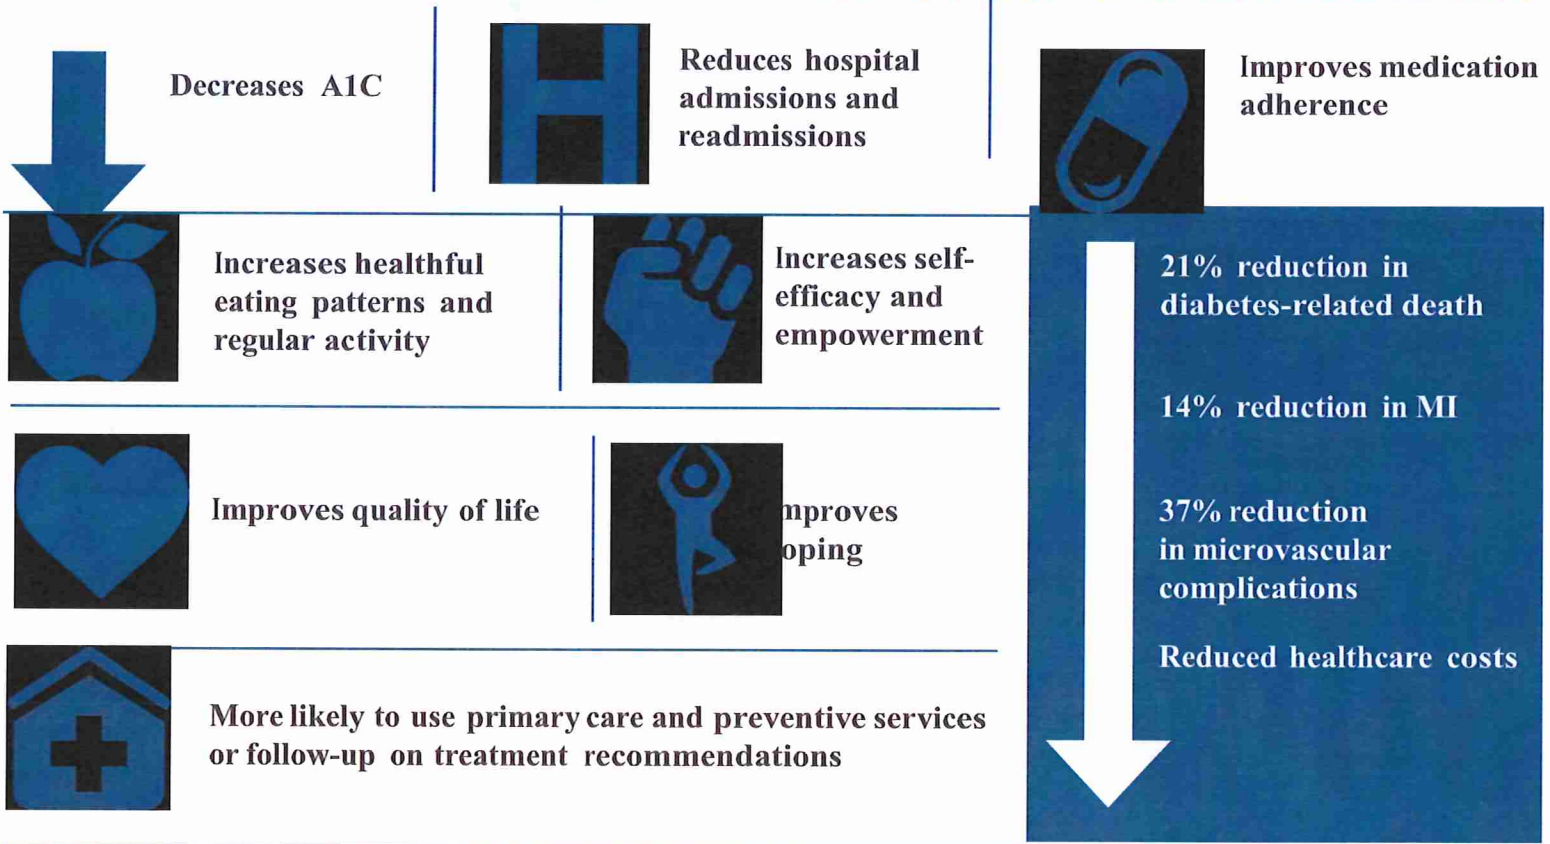 Decreases A1C
Reduces hospital
admissions and
readmissions
Improves medication
adherence
Increases healthful
eating patterns and
regular activity
Increases self-
efficacy and
empowerment
Improves quality of life
mproves
oping
More likely to use primary care and preventive services
or follow-up on treatment recommendations
21% reduction in
diabetes-related death
14% reduction in MI
37% reduction
in microvascular
complications
Reduced healthcare costs